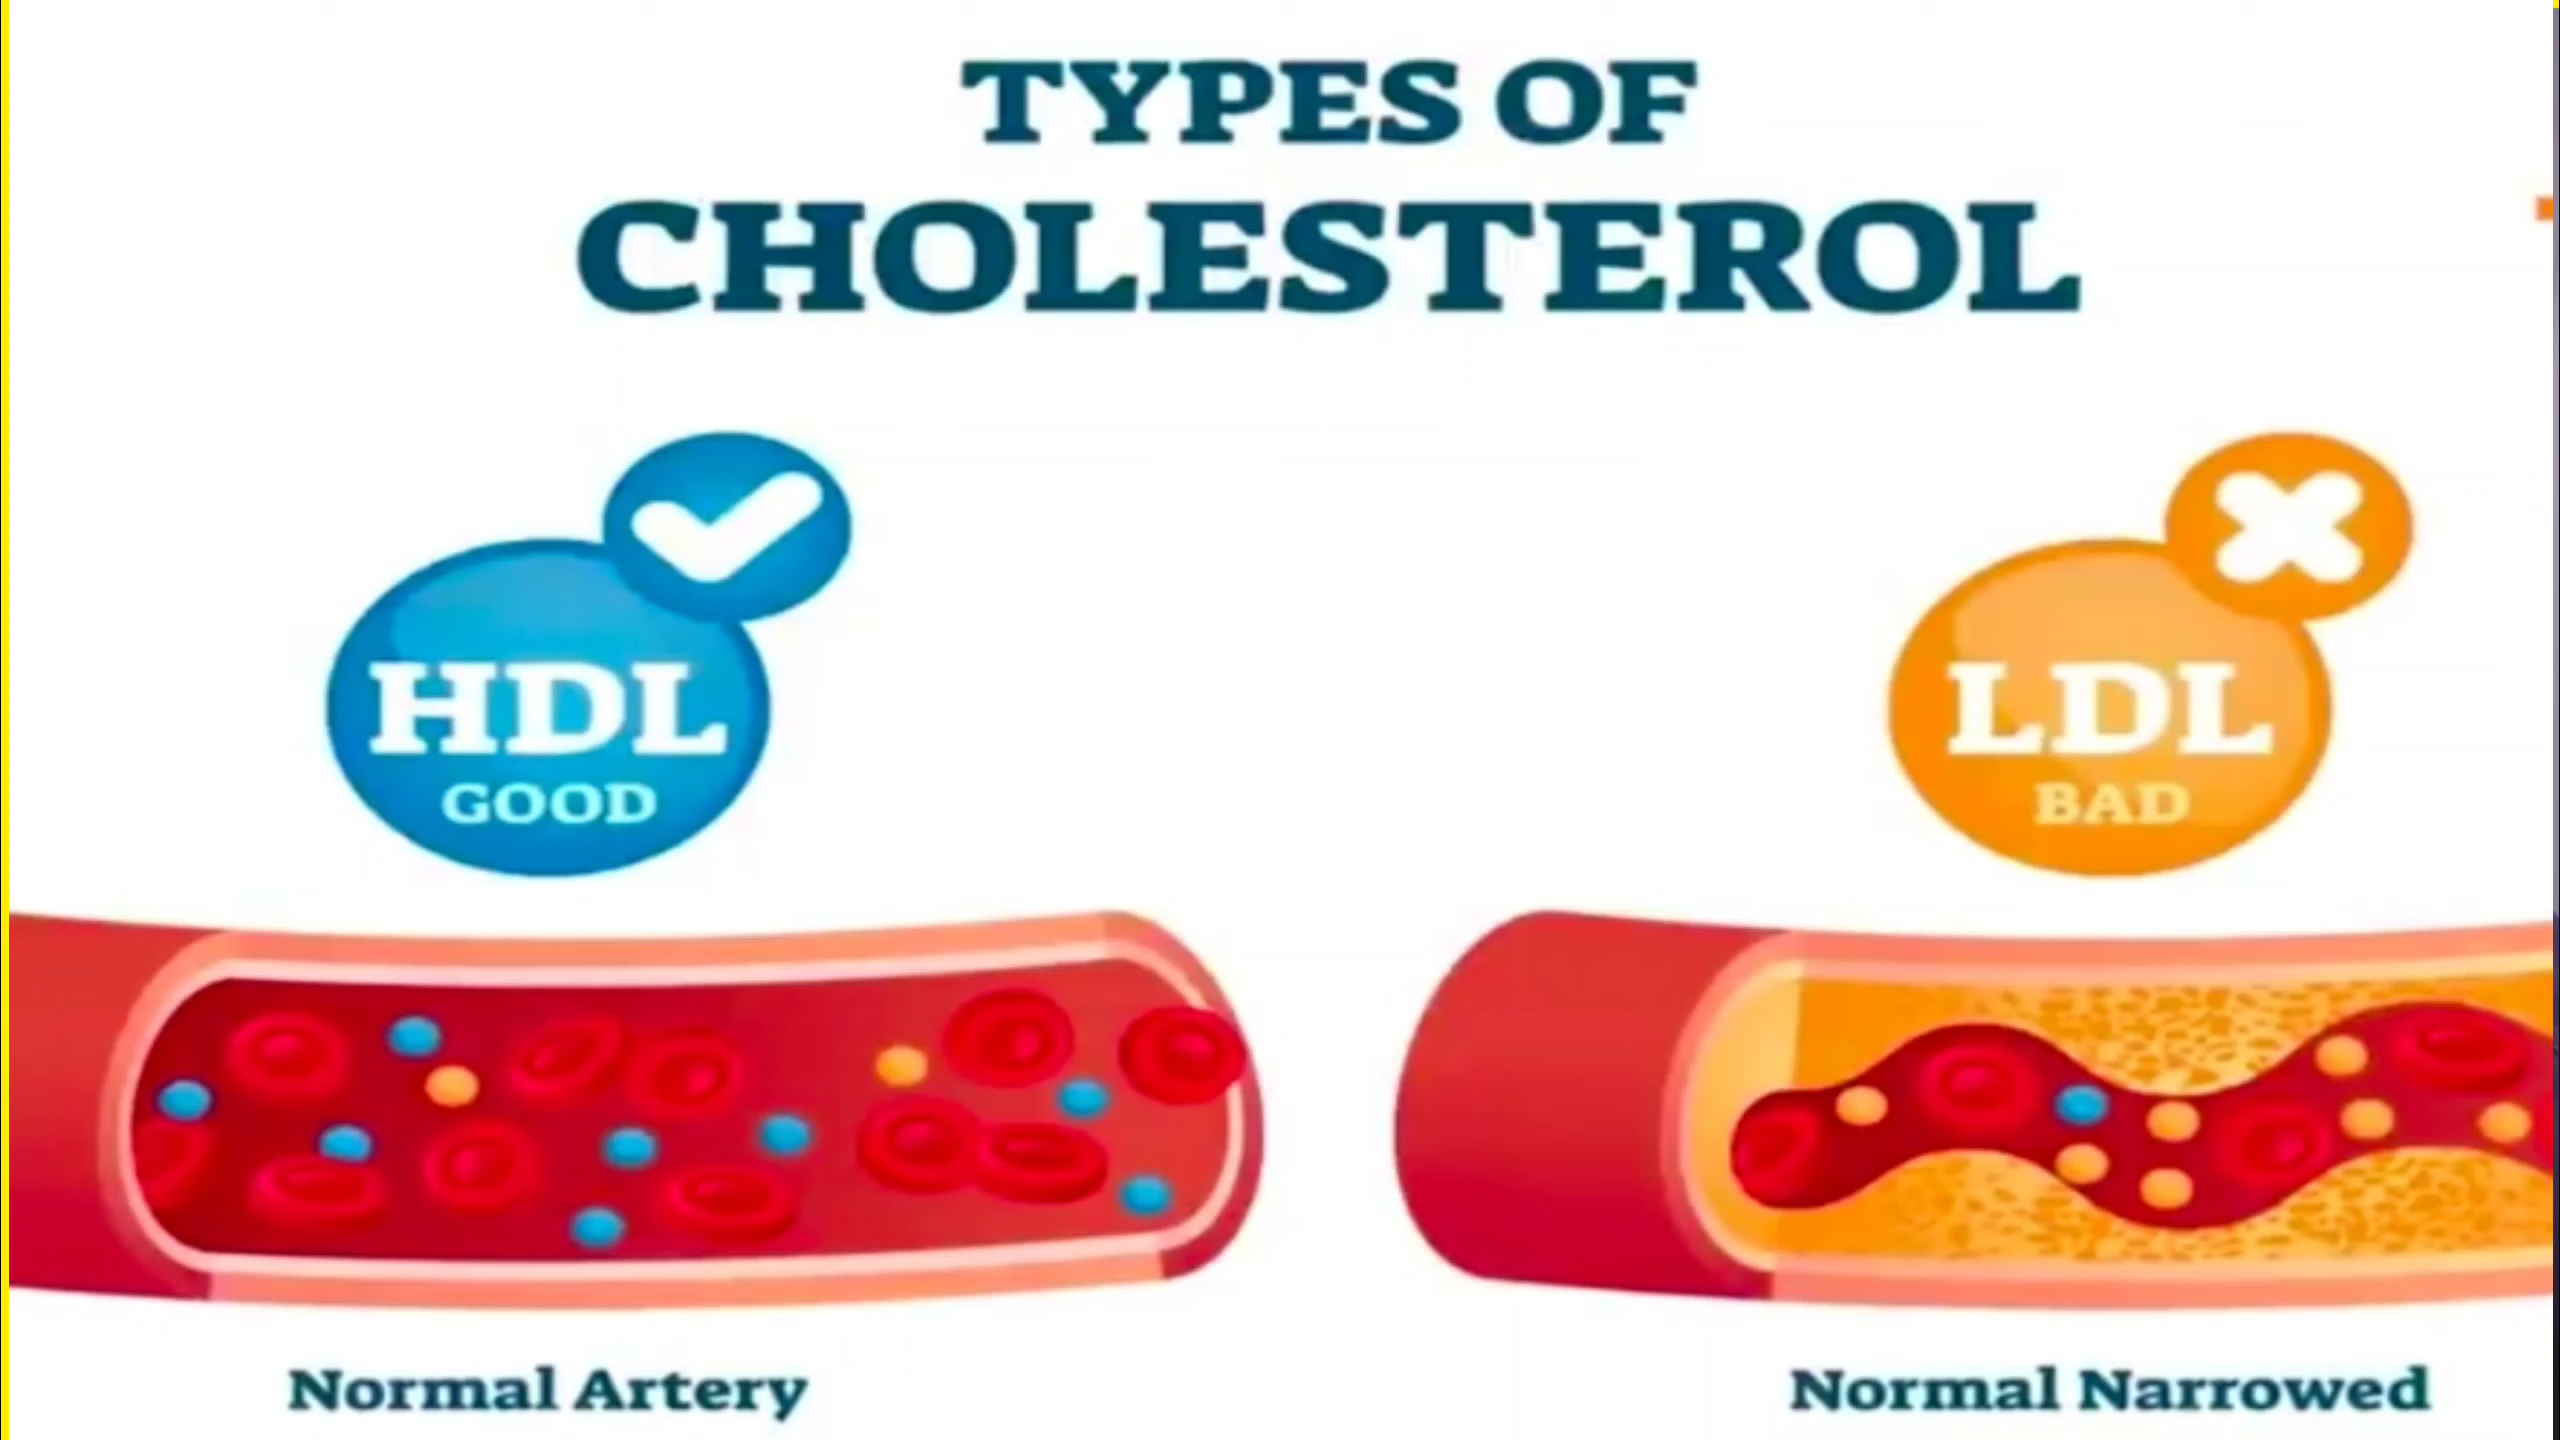 TYPES OF
CHOLESTEROL
HDL
GOOD
LDL
BAD
Normal Artery
Normal Narrowed